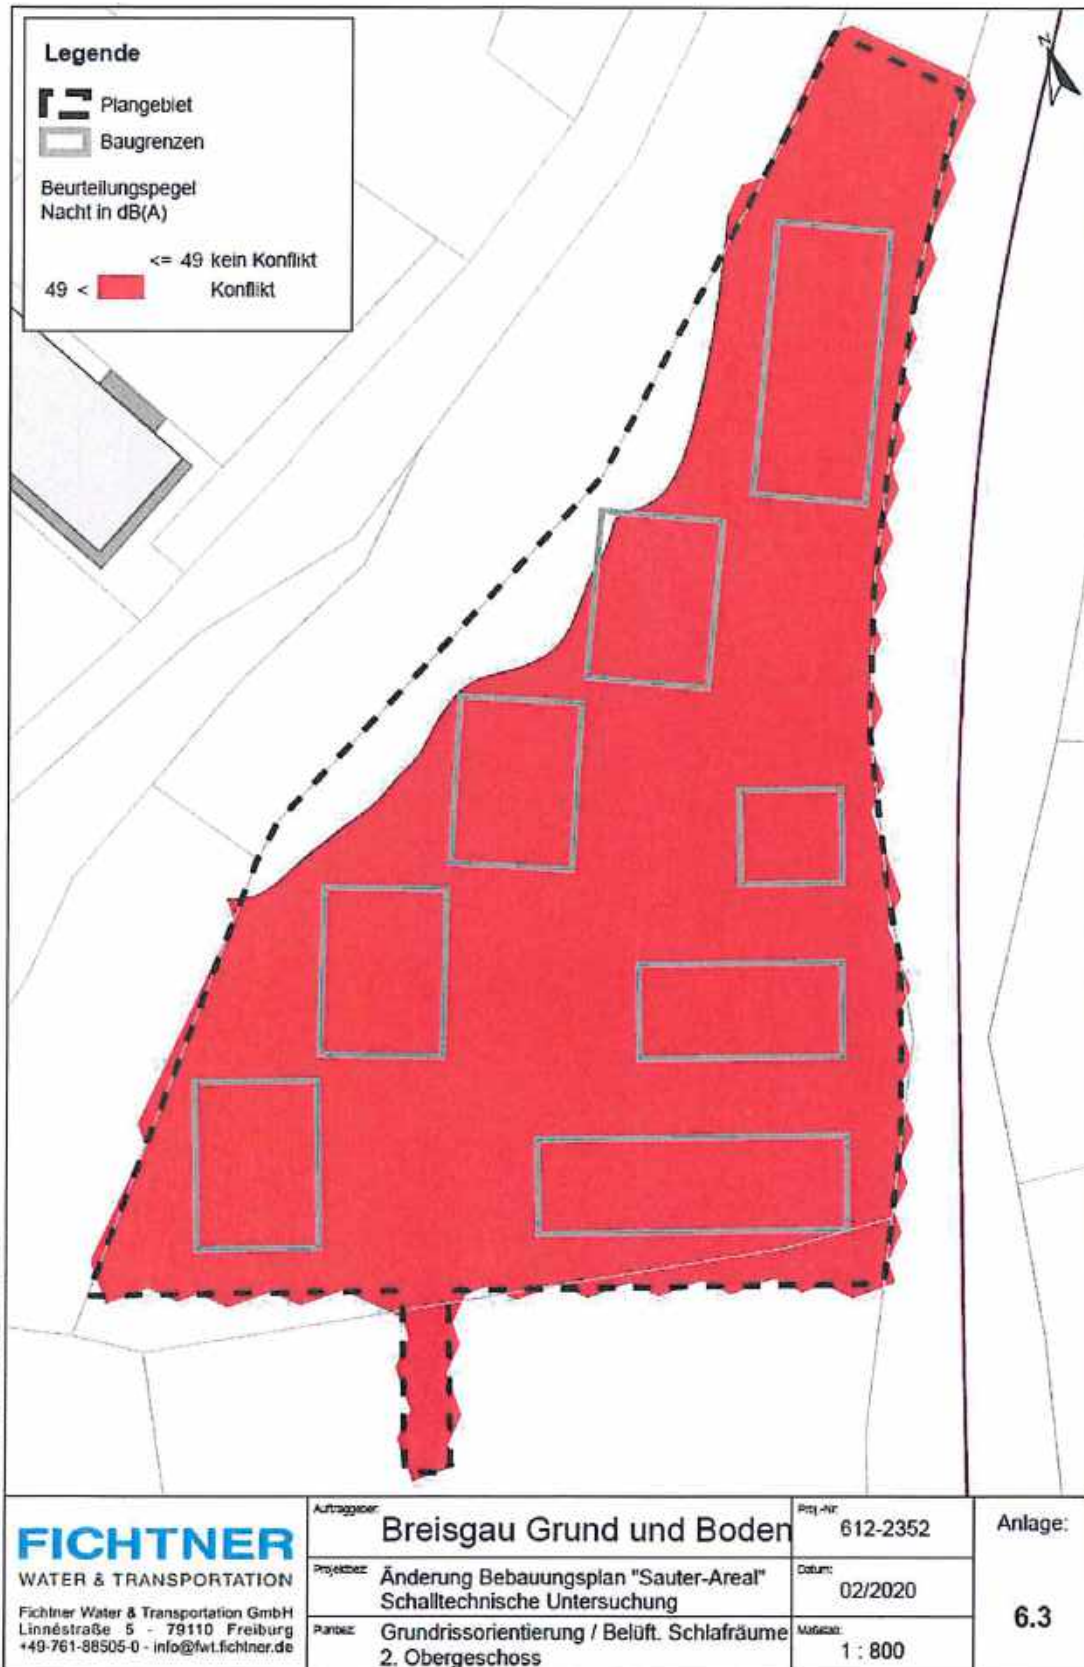 Legende
Plangebiet
Baugrenzen
Beurteilungspegel
Nacht in dB(A)
<= 49 kein Konflikt
49 < Konflikt
N
FICHTNER
WATER & TRANSPORTATION
Fichtner Water & Transportation GmbH
Linnéstraße 5 - 79110 Freiburg
+49-761-88505-0 - info@fwt.fichtner.de
Auftraggeber:
Breisgau Grund und Boden
Projektbez:
Änderung Bebauungsplan "Sauter-Areal"
Schalltechnische Untersuchung
Planbez:
Grundrissorientierung / Belüft. Schlafräume
2. Obergeschoss
Proj.-Nr:
612-2352
Datum:
02/2020
Maßstab:
1 : 800
Anlage:
6.3